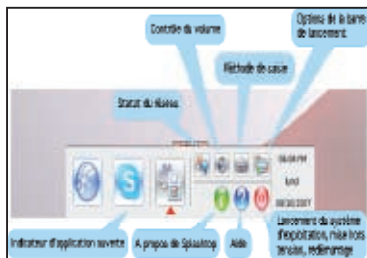 Contrôle du volume
Options de la barre
de lancement
Méthode de saisie
Statut du réseau
lundi
Indicateur d'application ouverte
A propos de Splashtop
Aide
Lancement du système
d'exploitation, mise hors
tension, redémarrage